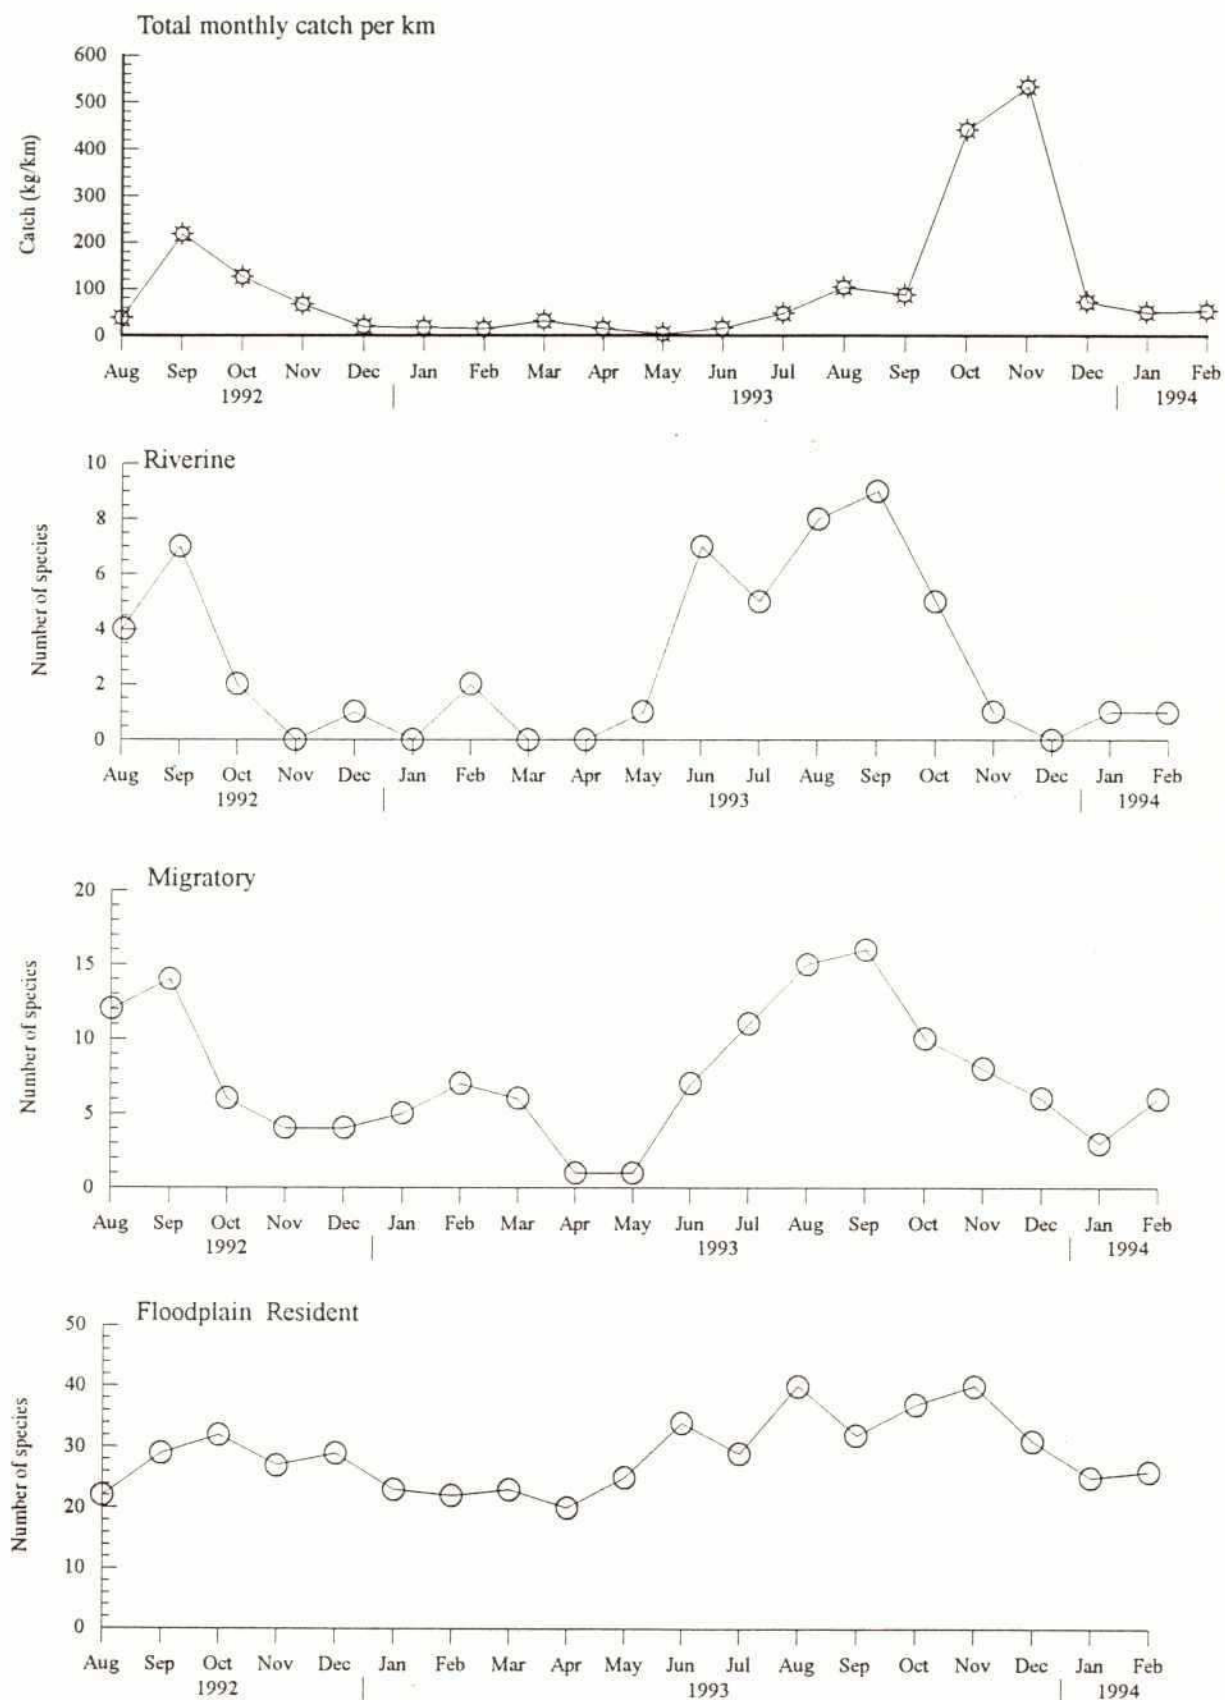 Total monthly catch per km
600
500
400
300
200
100
0
Catch (kg/km)
Aug Sep Oct Nov Dec Jan Feb Mar Apr May Jun Jul Aug Sep Oct Nov Dec Jan Feb
1992 | 1993 | 1994
Riverine
10
8
6
4
2
0
Number of species
Aug Sep Oct Nov Dec Jan Feb Mar Apr May Jun Jul Aug Sep Oct Nov Dec Jan Feb
1992 | 1993 | 1994
Migratory
20
15
10
5
0
Number of species
Aug Sep Oct Nov Dec Jan Feb Mar Apr May Jun Jul Aug Sep Oct Nov Dec Jan Feb
1992 | 1993 | 1994
Floodplain Resident
50
40
30
20
10
0
Number of species
Aug Sep Oct Nov Dec Jan Feb Mar Apr May Jun Jul Aug Sep Oct Nov Dec Jan Feb
1992 | 1993 | 1994